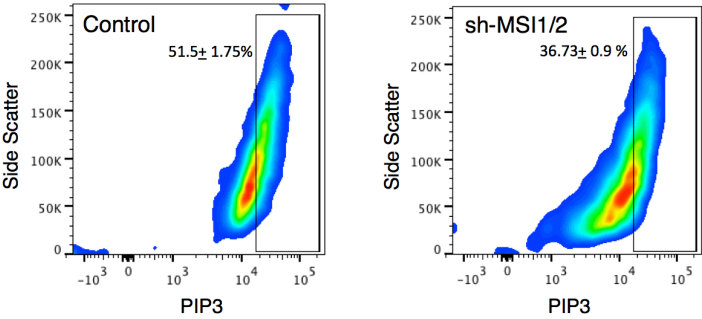 Control
51.5± 1.75%
250K
200K
150K
100K
50K
0
Side Scatter
-10³ 0 10³ 10⁴ 10⁵
PIP3
sh-MSI1/2
36.73± 0.9 %
250K
200K
150K
100K
50K
0
Side Scatter
-10³ 0 10³ 10⁴ 10⁵
PIP3